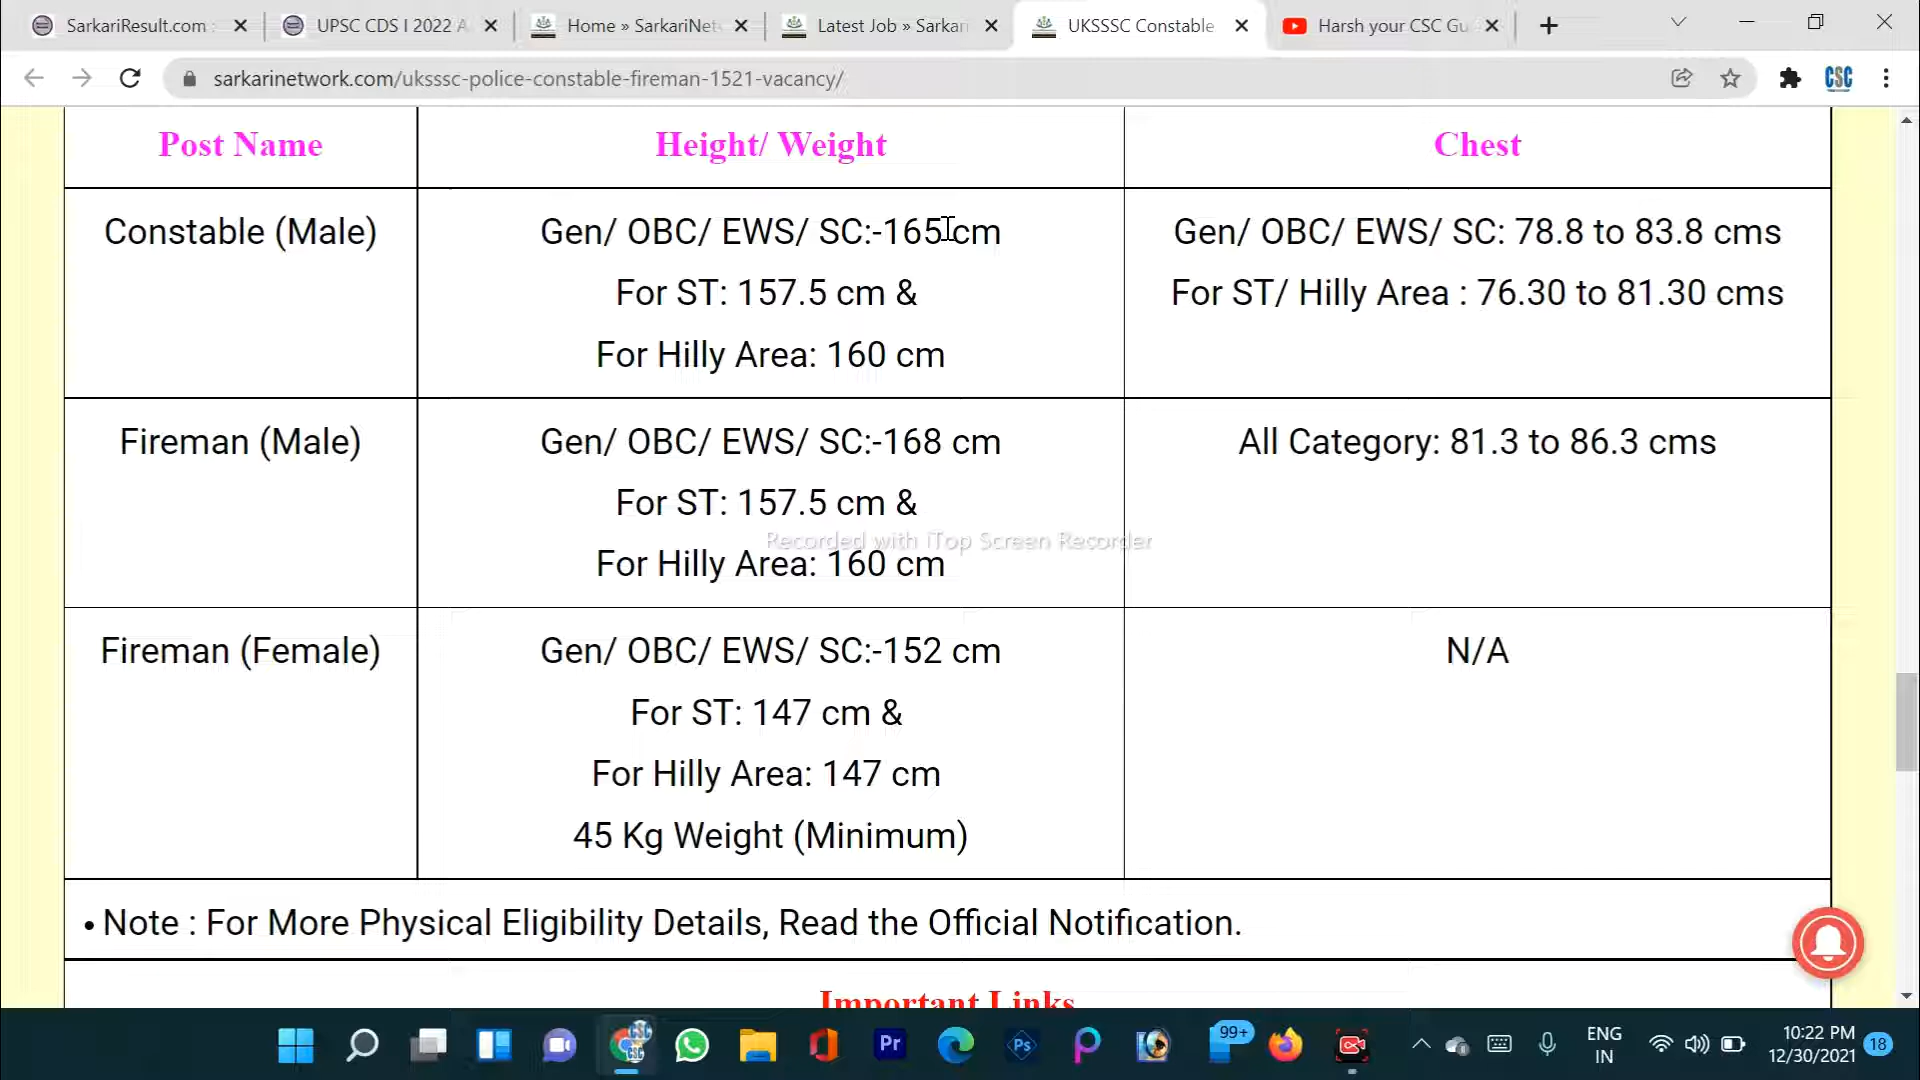 SarkariResult.com :
UPSC CDS I 2022 A
Home » SarkariNet
Latest Job » Sarkari
UKSSSC Constable
Harsh your CSC Gu
sarkarinetwork.com/uksssc-police-constable-fireman-1521-vacancy/
CSC
Post Name
Height/ Weight
Chest
Constable (Male)
Gen/ OBC/ EWS/ SC:-165 cm
For ST: 157.5 cm &
For Hilly Area: 160 cm
Gen/ OBC/ EWS/ SC: 78.8 to 83.8 cms
For ST/ Hilly Area : 76.30 to 81.30 cms
Fireman (Male)
Gen/ OBC/ EWS/ SC:-168 cm
For ST: 157.5 cm &
For Hilly Area: 160 cm
All Category: 81.3 to 86.3 cms
Recorded with iTop Screen Recorder
Fireman (Female)
Gen/ OBC/ EWS/ SC:-152 cm
For ST: 147 cm &
For Hilly Area: 147 cm
45 Kg Weight (Minimum)
N/A
• Note : For More Physical Eligibility Details, Read the Official Notification.
Important Links
CSC
CSC
Pr
Ps
99+
ENG
IN
10:22 PM
12/30/2021
18